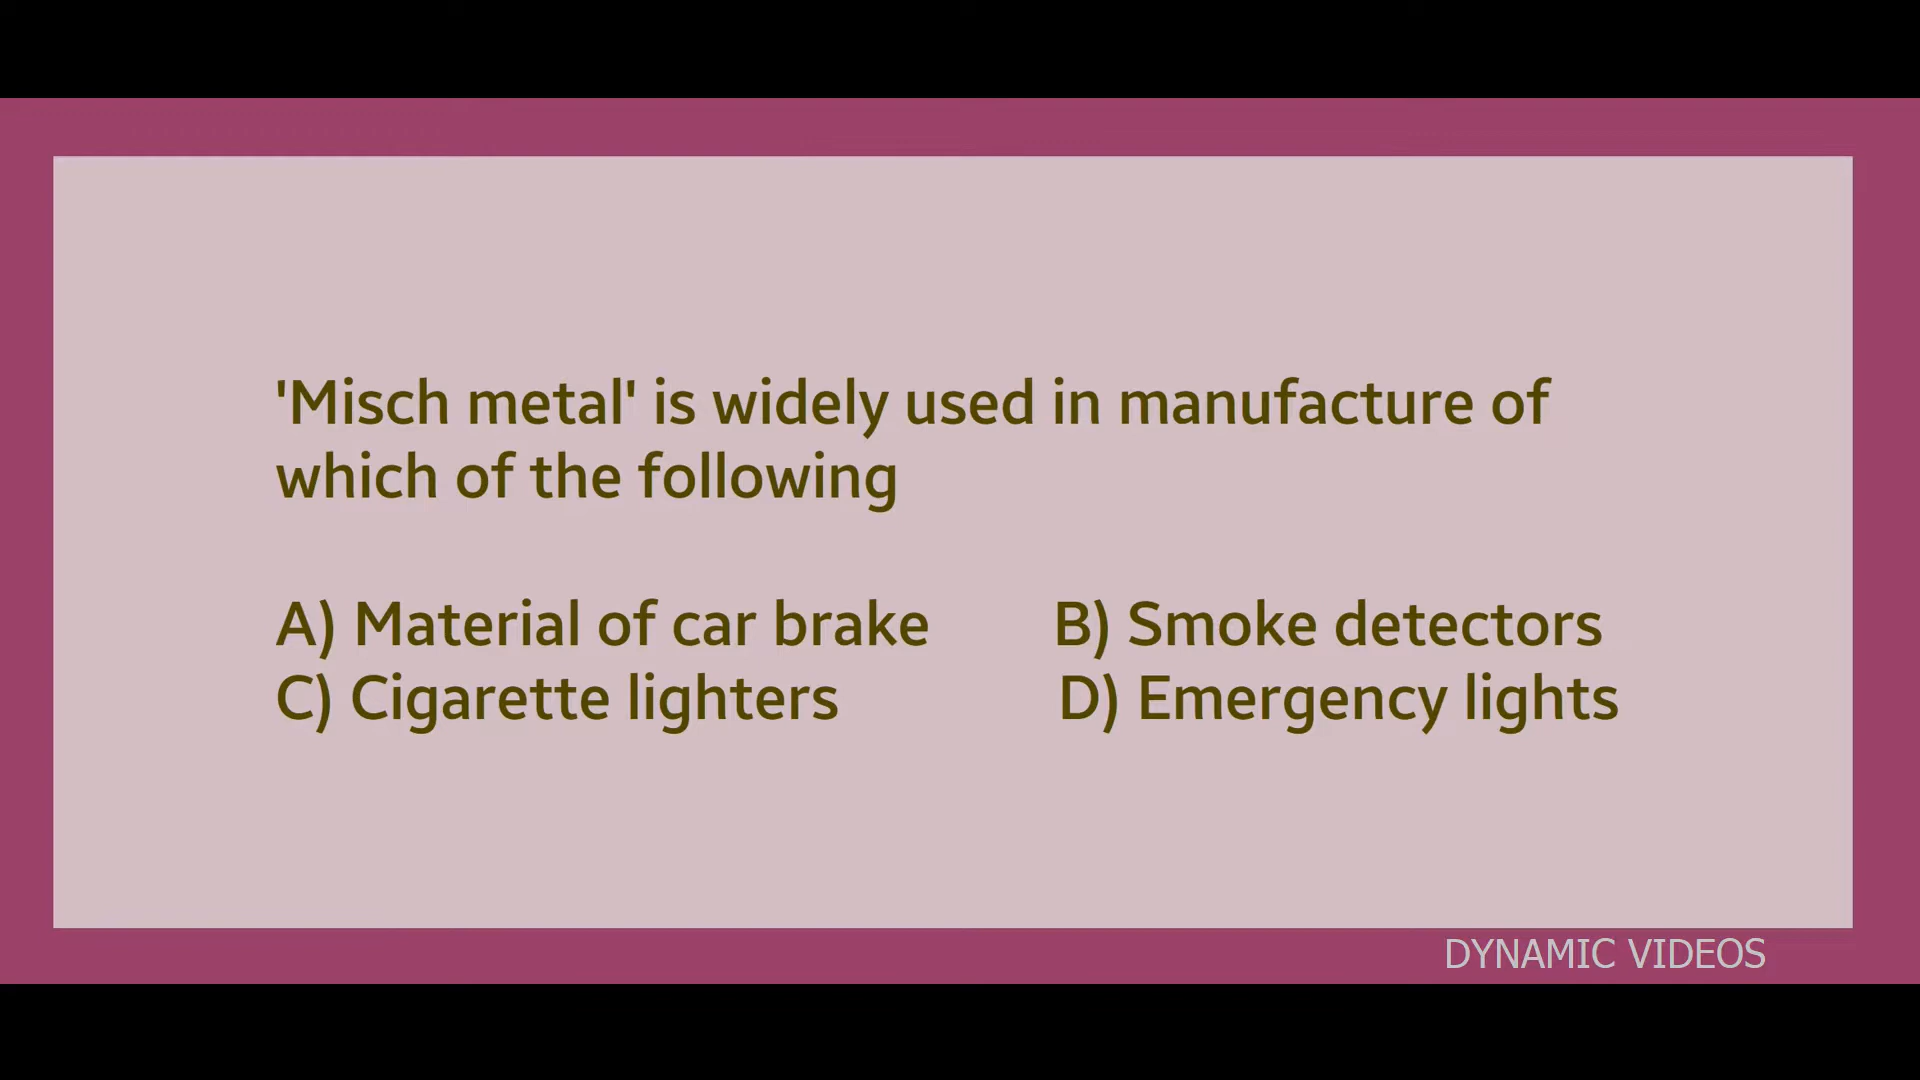 'Misch metal' is widely used in manufacture of
which of the following
A) Material of car brake B) Smoke detectors
C) Cigarette lighters D) Emergency lights
DYNAMIC VIDEOS